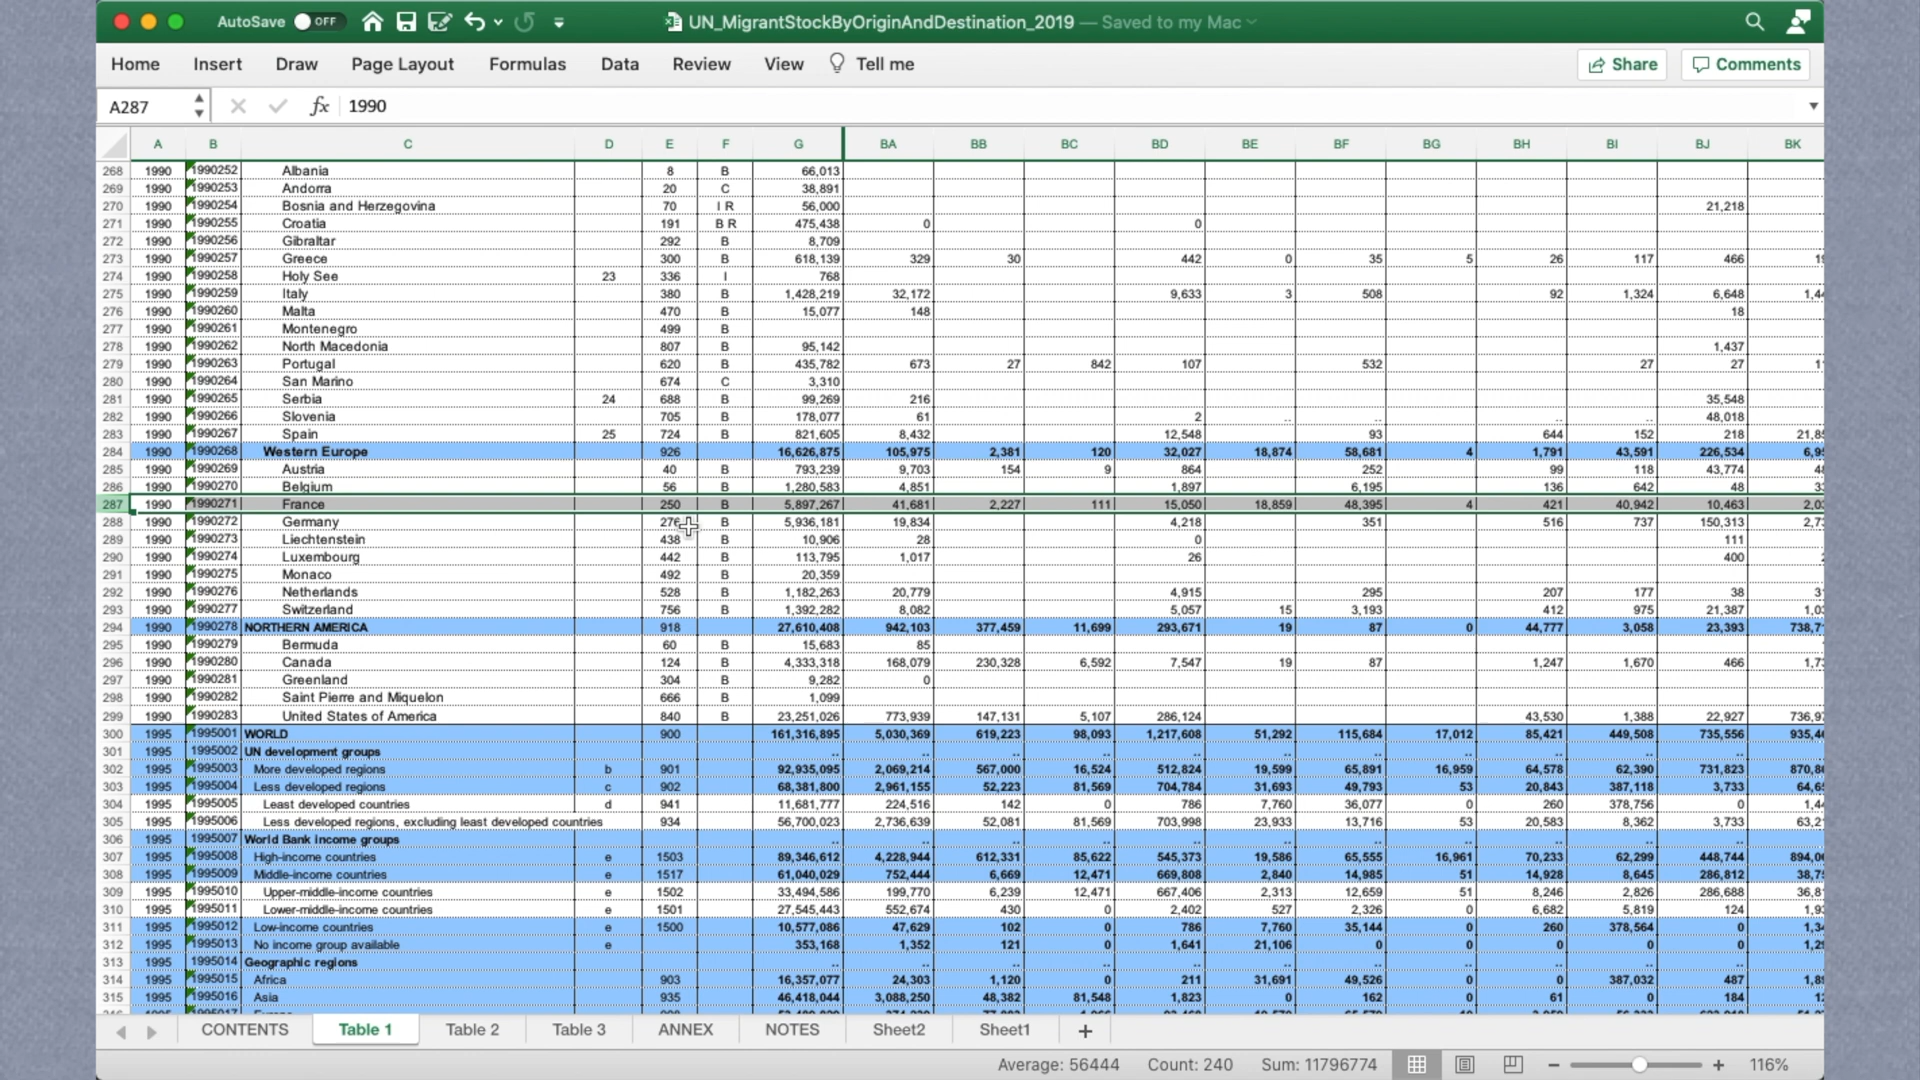 AutoSave OFF UN_MigrantStockByOriginAndDestination_2019 — Saved to my Mac
Home Insert Draw Page Layout Formulas Data Review View Tell me Share Comments
A287 fx 1990
A B C D E F G BA BB BC BD BE BF BG BH BI BJ BK
268 1990 1990252 Albania 8 B 66,013
269 1990 1990253 Andorra 20 C 38,891
270 1990 1990254 Bosnia and Herzegovina 70 I R 56,000 21,218
271 1990 1990255 Croatia 191 B R 475,438 0 0
272 1990 1990256 Gibraltar 292 B 8,709
273 1990 1990257 Greece 300 B 618,139 329 30 442 0 35 5 26 117 466
274 1990 1990258 Holy See 23 336 I 768
275 1990 1990259 Italy 380 B 1,428,219 32,172 9,633 3 508 92 1,324 6,648
276 1990 1990260 Malta 470 B 15,077 148 18
277 1990 1990261 Montenegro 499 B
278 1990 1990262 North Macedonia 807 B 95,142 1,437
279 1990 1990263 Portugal 620 B 435,782 673 27 842 107 532 27 27
280 1990 1990264 San Marino 674 C 3,310
281 1990 1990265 Serbia 24 688 B 99,269 216 35,548
282 1990 1990266 Slovenia 705 B 178,077 61 2 .. .. .. .. 48,018
283 1990 1990267 Spain 25 724 B 821,605 8,432 12,548 93 644 152 218
284 1990 1990268 Western Europe 926 16,626,875 105,975 2,381 120 32,027 18,874 58,681 4 1,791 43,591 226,534
285 1990 1990269 Austria 40 B 793,239 9,703 154 9 864 252 99 118 43,774
286 1990 1990270 Belgium 56 B 1,280,583 4,851 1,897 6,195 136 642 48
287 1990 1990271 France 250 B 5,897,267 41,681 2,227 111 15,050 18,859 48,395 4 421 40,942 10,463
288 1990 1990272 Germany 276 B 5,936,181 19,834 4,218 351 516 737 150,313
289 1990 1990273 Liechtenstein 438 B 10,906 28 0 111
290 1990 1990274 Luxembourg 442 B 113,795 1,017 26 400
291 1990 1990275 Monaco 492 B 20,359
292 1990 1990276 Netherlands 528 B 1,182,263 20,779 4,915 295 207 177 38
293 1990 1990277 Switzerland 756 B 1,392,282 8,082 5,057 15 3,193 412 975 21,387
294 1990 1990278 NORTHERN AMERICA 918 27,610,408 942,103 377,459 11,699 293,671 19 87 0 44,777 3,058 23,393
295 1990 1990279 Bermuda 60 B 15,683 85
296 1990 1990280 Canada 124 B 4,333,318 168,079 230,328 6,592 7,547 19 87 1,247 1,670 466
297 1990 1990281 Greenland 304 B 9,282 0
298 1990 1990282 Saint Pierre and Miquelon 666 B 1,099
299 1990 1990283 United States of America 840 B 23,251,026 773,939 147,131 5,107 286,124 43,530 1,388 22,927
300 1995 1995001 WORLD 900 161,316,895 5,030,369 619,223 98,093 1,217,608 51,292 115,684 17,012 85,421 449,508 735,556
301 1995 1995002 UN development groups .. .. .. .. .. .. .. .. .. .. ..
302 1995 1995003 More developed regions b 901 92,935,095 2,069,214 567,000 16,524 512,824 19,599 65,891 16,959 64,578 62,390 731,823
303 1995 1995004 Less developed regions c 902 68,381,800 2,961,155 52,223 81,569 704,784 31,693 49,793 53 20,843 387,118 3,733
304 1995 1995005 Least developed countries d 941 11,681,777 224,516 142 0 786 7,760 36,077 0 260 378,756 0
305 1995 1995006 Less developed regions, excluding least developed countries 934 56,700,023 2,736,639 52,081 81,569 703,998 23,933 13,716 53 20,583 8,362 3,733
306 1995 1995007 World Bank income groups .. .. .. .. .. .. .. .. .. .. ..
307 1995 1995008 High-income countries e 1503 89,346,612 4,228,944 612,331 85,622 545,373 19,586 65,555 16,961 70,233 62,299 448,744
308 1995 1995009 Middle-income countries e 1517 61,040,029 752,444 6,669 12,471 669,808 2,840 14,985 51 14,928 8,645 286,812
309 1995 1995010 Upper-middle-income countries e 1502 33,494,586 199,770 6,239 12,471 667,406 2,313 12,659 51 8,246 2,826 286,688
310 1995 1995011 Lower-middle-income countries e 1501 27,545,443 552,674 430 0 2,402 527 2,326 0 6,682 5,819 124
311 1995 1995012 Low-income countries e 1500 10,577,086 47,629 102 0 786 7,760 35,144 0 260 378,564 0
312 1995 1995013 No income group available e 353,168 1,352 121 0 1,641 21,106 0 0 0 0 0
313 1995 1995014 Geographic regions .. .. .. .. .. .. .. .. .. .. ..
314 1995 1995015 Africa 903 16,357,077 24,303 1,120 0 211 31,691 49,526 0 0 387,032 487
315 1995 1995016 Asia 935 46,418,044 3,088,250 48,382 81,548 1,823 0 162 0 61 0 184
CONTENTS Table 1 Table 2 Table 3 ANNEX NOTES Sheet2 Sheet1 +
Average: 56444 Count: 240 Sum: 11796774 116%